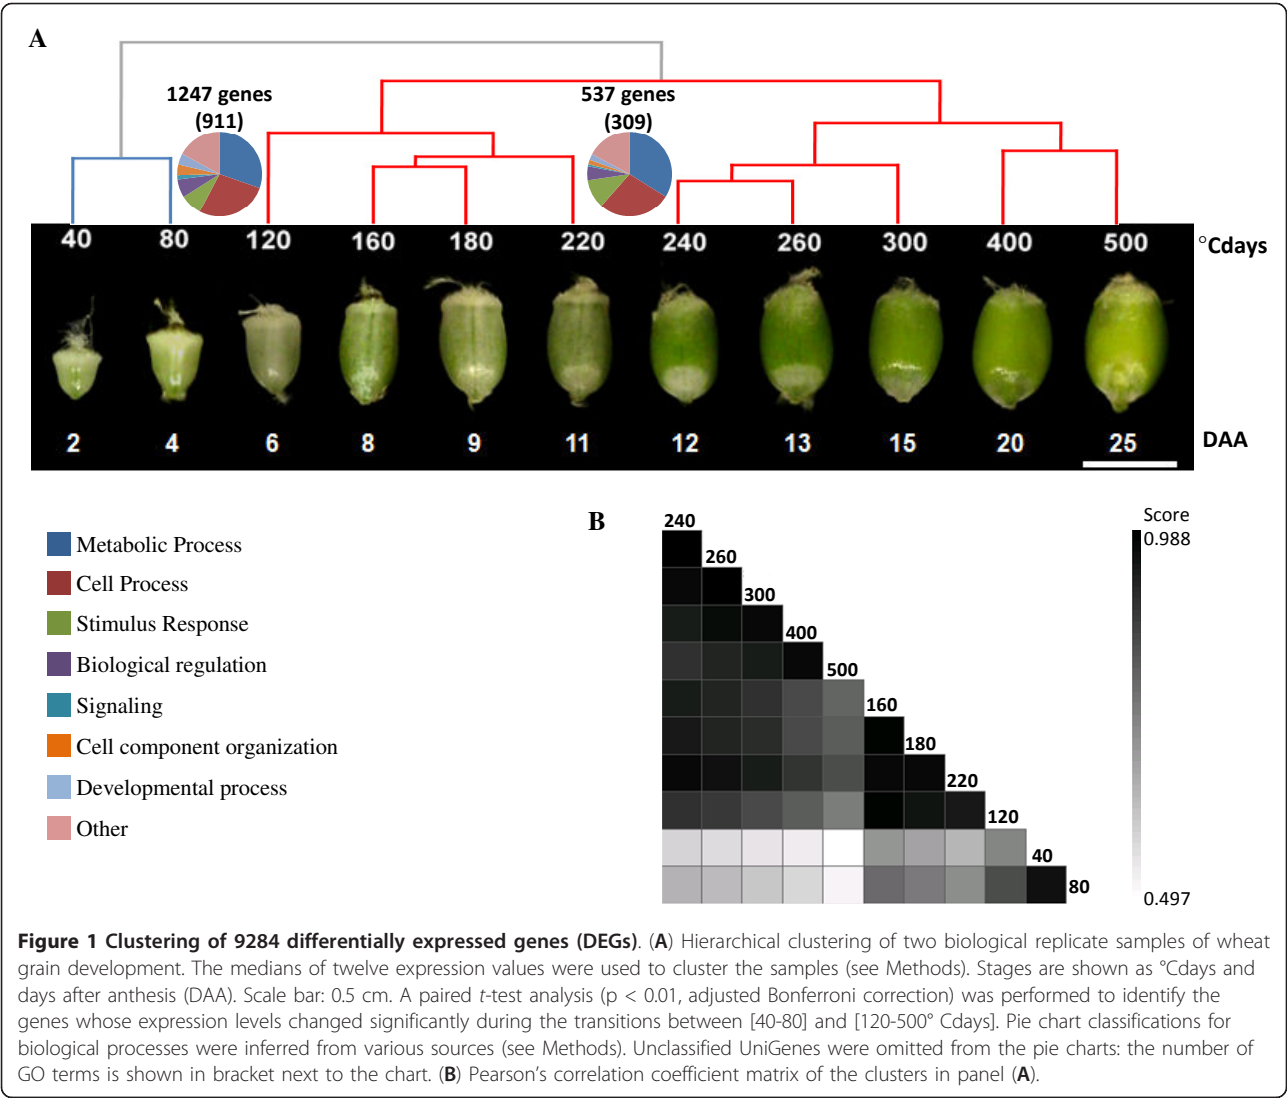 A
1247 genes
(911)
537 genes
(309)
40 80 120 160 180 220 240 260 300 400 500 °Cdays
2 4 6 8 9 11 12 13 15 20 25 DAA
Metabolic Process
Cell Process
Stimulus Response
Biological regulation
Signaling
Cell component organization
Developmental process
Other
B
240
260
300
400
500
160
180
220
120
40
80
Score
0.988
0.497
Figure 1 Clustering of 9284 differentially expressed genes (DEGs). (A) Hierarchical clustering of two biological replicate samples of wheat
grain development. The medians of twelve expression values were used to cluster the samples (see Methods). Stages are shown as °Cdays and
days after anthesis (DAA). Scale bar: 0.5 cm. A paired t-test analysis (p < 0.01, adjusted Bonferroni correction) was performed to identify the
genes whose expression levels changed significantly during the transitions between [40-80] and [120-500° Cdays]. Pie chart classifications for
biological processes were inferred from various sources (see Methods). Unclassified UniGenes were omitted from the pie charts: the number of
GO terms is shown in bracket next to the chart. (B) Pearson's correlation coefficient matrix of the clusters in panel (A).